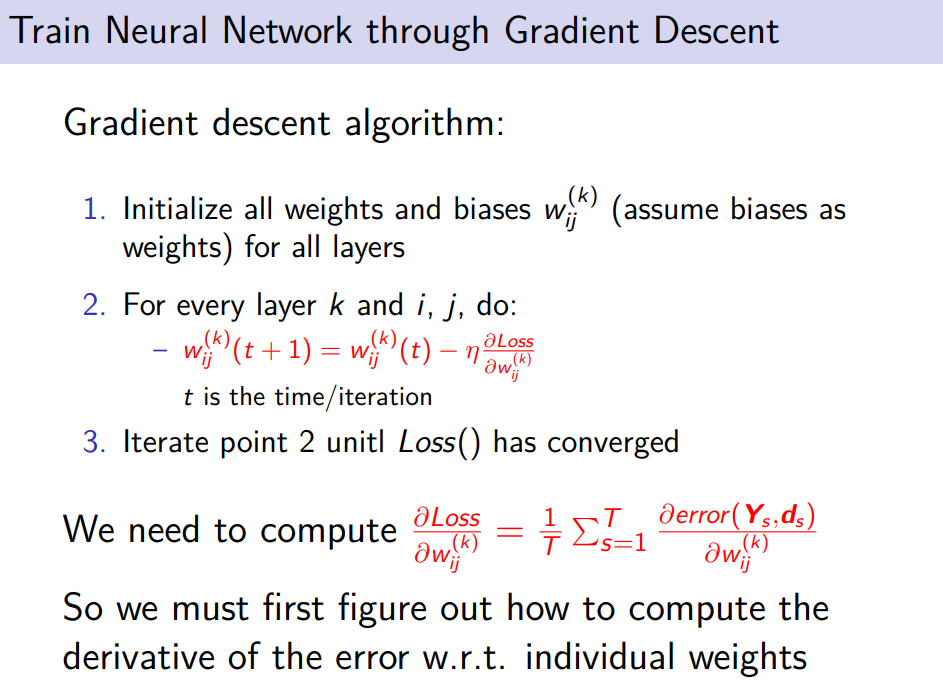 Train Neural Network through Gradient Descent
Gradient descent algorithm:
1. Initialize all weights and biases $w_{ij}^{(k)}$ (assume biases as
weights) for all layers
2. For every layer $k$ and $i, j$, do:
– $w_{ij}^{(k)}(t+1) = w_{ij}^{(k)}(t) - \eta \frac{\partial Loss}{\partial w_{ij}^{(k)}}$
$t$ is the time/iteration
3. Iterate point 2 unitl $Loss()$ has converged
We need to compute $\frac{\partial Loss}{\partial w_{ij}^{(k)}} = \frac{1}{T} \sum_{s=1}^{T} \frac{\partial error(\boldsymbol{Y}_s, \boldsymbol{d}_s)}{\partial w_{ij}^{(k)}}$
So we must first figure out how to compute the
derivative of the error w.r.t. individual weights